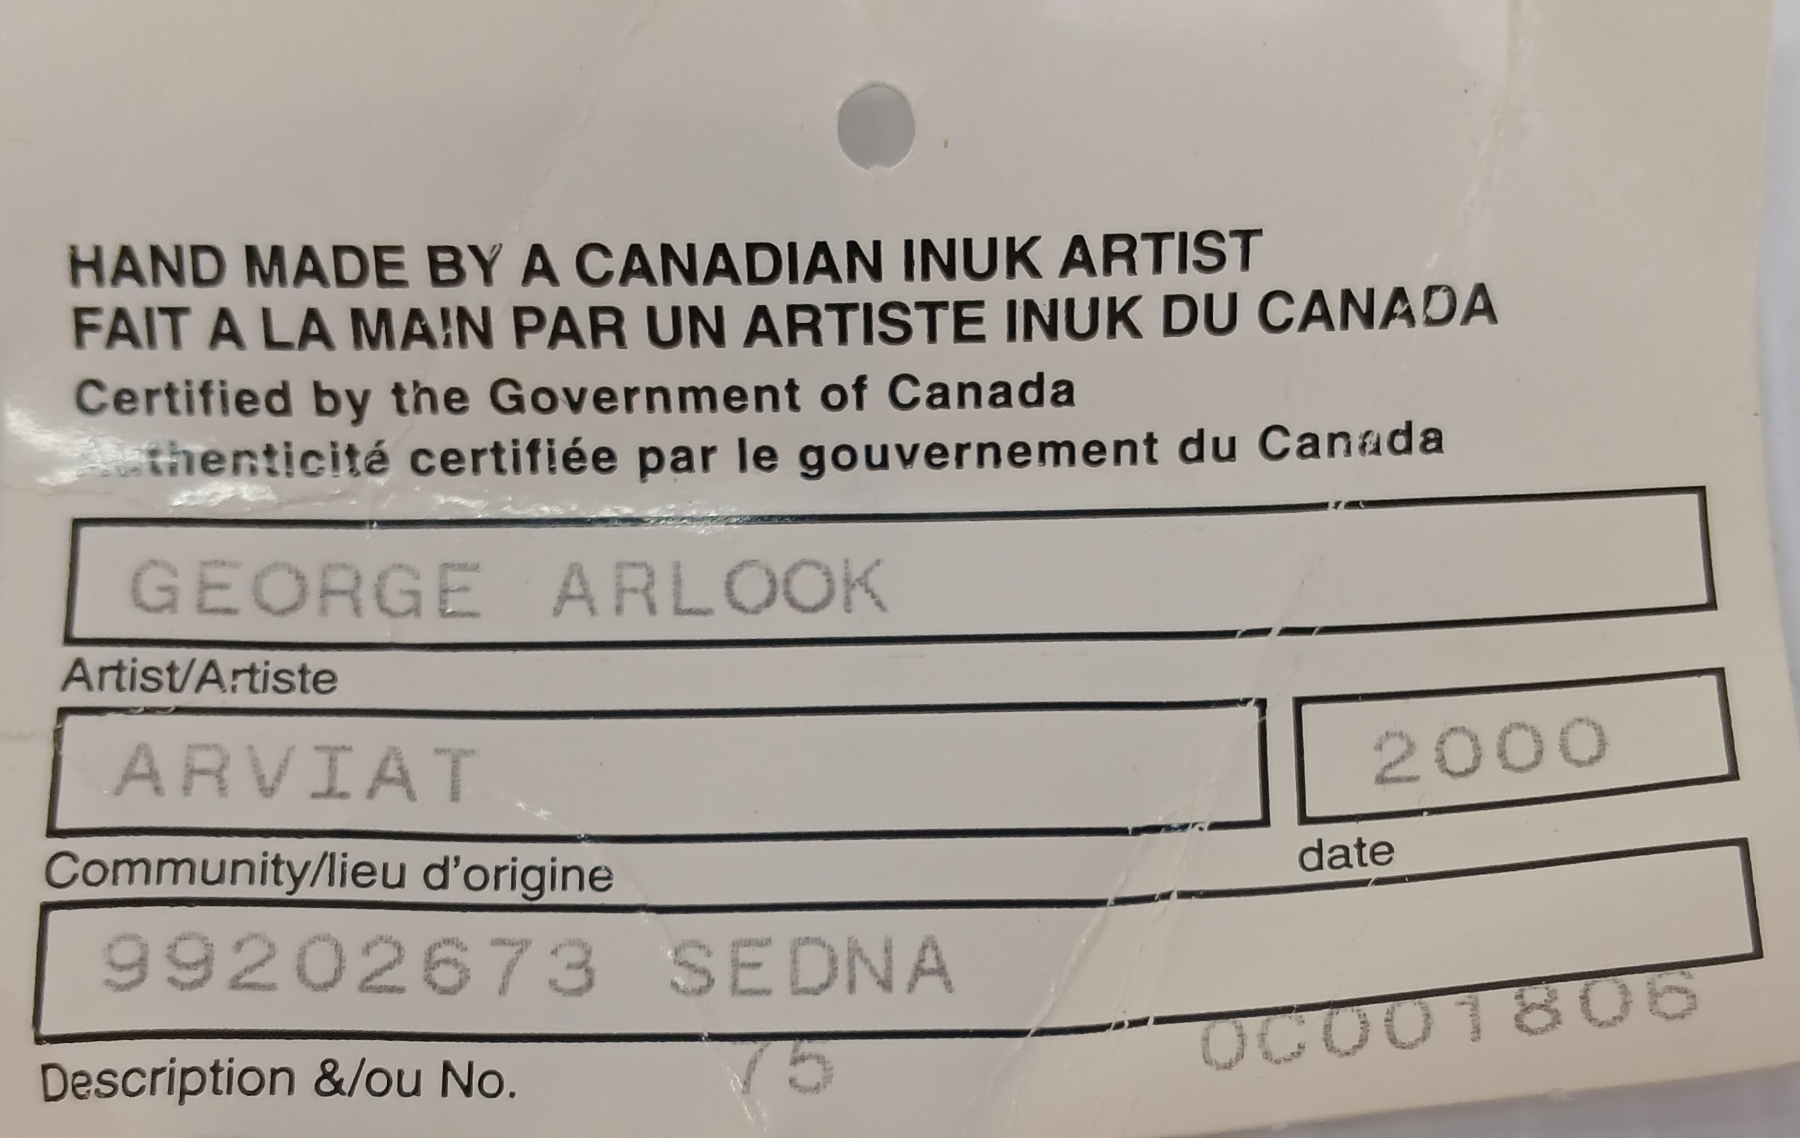 HAND MADE BY A CANADIAN INUK ARTIST
FAIT A LA MAIN PAR UN ARTISTE INUK DU CANADA
Certified by the Government of Canada
Authenticité certifiée par le gouvernement du Canada
GEORGE ARLOOK
Artist/Artiste
ARVIAT
2000
Community/lieu d'origine
date
99202673 SEDNA
Description &/ou No.
75
0C001806